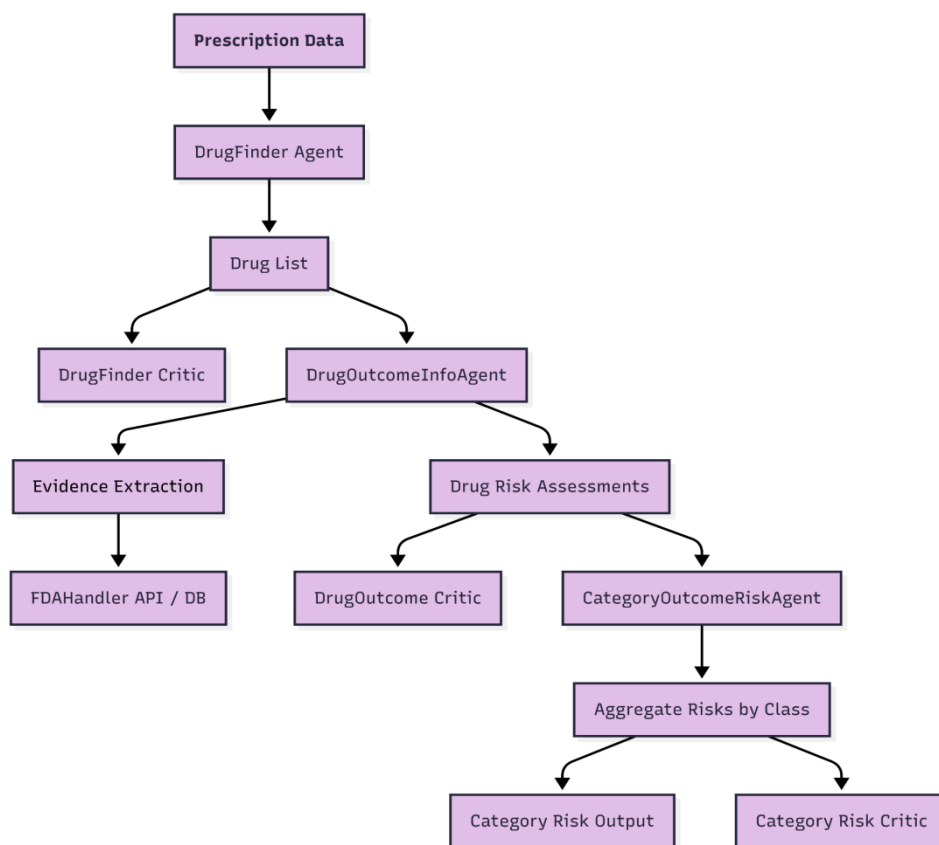 Prescription Data
DrugFinder Agent
Drug List
DrugFinder Critic
DrugOutcomeInfoAgent
Evidence Extraction
Drug Risk Assessments
FDAHandler API / DB
DrugOutcome Critic
CategoryOutcomeRiskAgent
Aggregate Risks by Class
Category Risk Output
Category Risk Critic